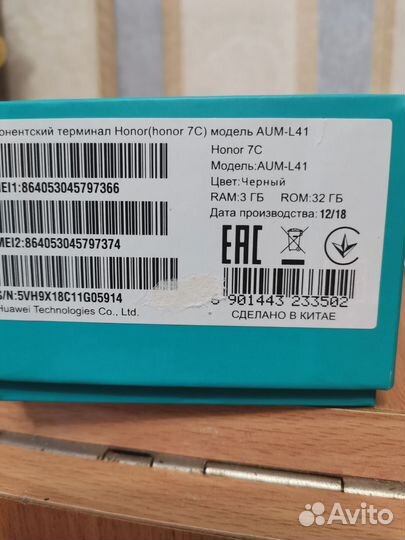 онентский терминал Honor(honor 7C) модель AUM-L41
Honor 7C
Модель:AUM-L41
Цвет:Черный
RAM:3 ГБ ROM:32 ГБ
Дата производства: 12/18
MEI1:864053045797366
MEI2:864053045797374
S/N:5VH9X18C11G05914
Huawei Technologies Co., Ltd.
EAC
6 901443 233502
СДЕЛАНО В КИТАЕ
Avito